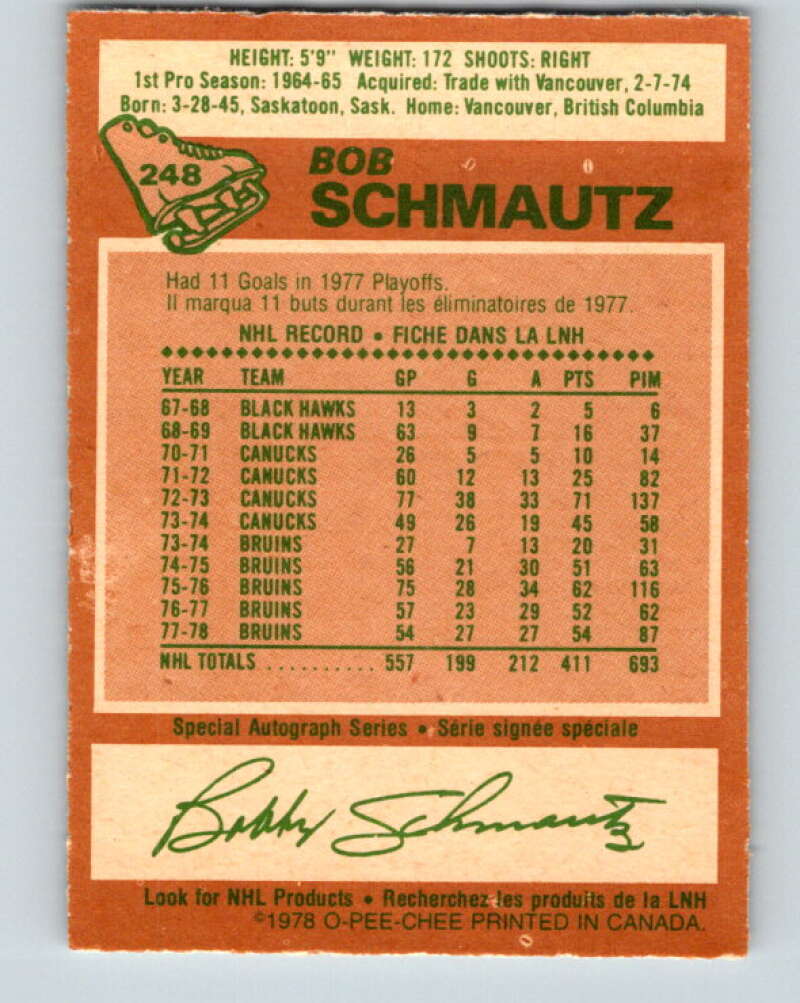 HEIGHT: 5'9" WEIGHT: 172 SHOOTS: RIGHT
1st Pro Season: 1964-65 Acquired: Trade with Vancouver, 2-7-74
Born: 3-28-45, Saskatoon, Sask. Home: Vancouver, British Columbia
248
BOB
SCHMAUTZ
Had 11 Goals in 1977 Playoffs.
Il marqua 11 buts durant les éliminatoires de 1977.
NHL RECORD • FICHE DANS LA LNH
YEAR TEAM GP G A PTS PIM
67-68 BLACK HAWKS 13 3 2 5 6
68-69 BLACK HAWKS 63 9 7 16 37
70-71 CANUCKS 26 5 5 10 14
71-72 CANUCKS 60 12 13 25 82
72-73 CANUCKS 77 38 33 71 137
73-74 CANUCKS 49 26 19 45 58
73-74 BRUINS 27 7 13 20 31
74-75 BRUINS 56 21 30 51 63
75-76 BRUINS 75 28 34 62 116
76-77 BRUINS 57 23 29 52 62
77-78 BRUINS 54 27 27 54 87
NHL TOTALS .......... 557 199 212 411 693
Special Autograph Series • Série signée spéciale
Bobby Schmautz
Look for NHL Products • Recherchez les produits de la LNH
©1978 O-PEE-CHEE PRINTED IN CANADA.